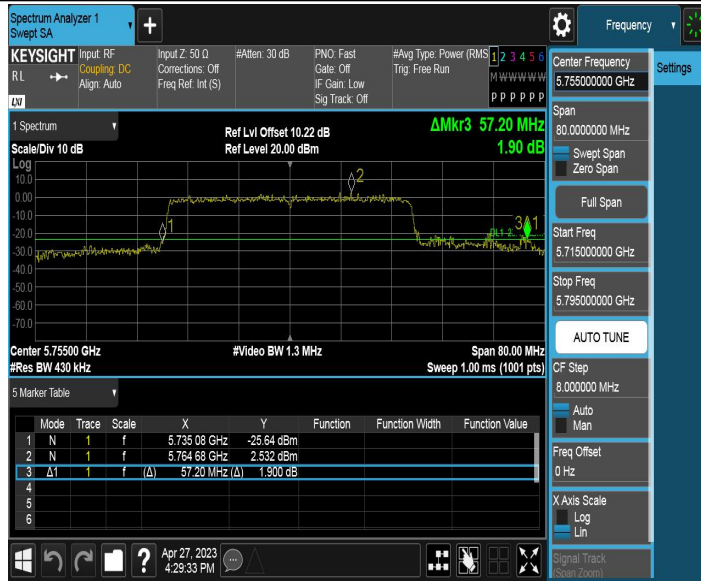 Spectrum Analyzer 1
Swept SA
+
Frequency
KEYSIGHT Input: RF Input Z: 50 Ω #Atten: 30 dB PNO: Fast #Avg Type: Power (RMS 1 2 3 4 5 6
RL Coupling: DC Corrections: Off Gate: Off Trig: Free Run M W W W W W
Align: Auto Freq Ref: Int (S) IF Gain: Low
LXI Sig Track: Off P P P P P P
1 Spectrum Ref Lvl Offset 10.22 dB ΔMkr3 57.20 MHz
Scale/Div 10 dB Ref Level 20.00 dBm 1.90 dB
Log
10.0
0.00
-10.0
-20.0
-30.0
-40.0
-50.0
-60.0
-70.0
1
2
3Δ1
Center 5.75500 GHz #Video BW 1.3 MHz Span 80.00 MHz
#Res BW 430 kHz Sweep 1.00 ms (1001 pts)
5 Marker Table
Mode Trace Scale X Y Function Function Width Function Value
1 N 1 f 5.735 08 GHz -25.64 dBm
2 N 1 f 5.764 68 GHz 2.532 dBm
3 Δ1 1 f (Δ) 57.20 MHz (Δ) 1.900 dB
4
5
6
? Apr 27, 2023
4:29:33 PM
Center Frequency
5.755000000 GHz
Settings
Span
80.0000000 MHz
Swept Span
Zero Span
Full Span
Start Freq
5.715000000 GHz
Stop Freq
5.795000000 GHz
AUTO TUNE
CF Step
8.000000 MHz
Auto
Man
Freq Offset
0 Hz
X Axis Scale
Log
Lin
Signal Track
(Span Zoom)